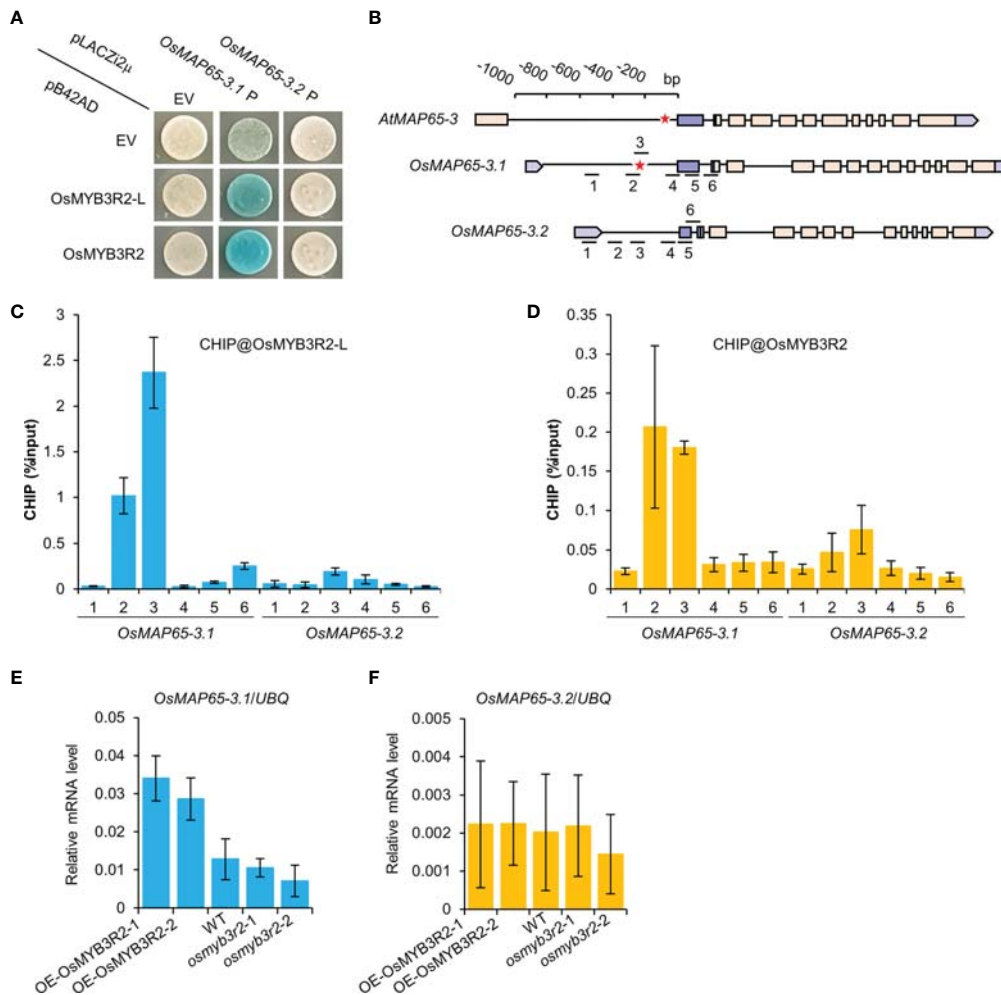 A
pLACZi2µ
pB42AD
EV
OsMAP65-3.1 P
OsMAP65-3.2 P
EV
OsMYB3R2-L
OsMYB3R2
B
-1000
-800
-600
-400
-200
bp
AtMAP65-3
3
OsMAP65-3.1
1 2 4 5 6
6
OsMAP65-3.2
1 2 3 4 5
C
CHIP@OsMYB3R2-L
CHIP (%input)
3
2.5
2
1.5
1
0.5
0
1 2 3 4 5 6 1 2 3 4 5 6
OsMAP65-3.1 OsMAP65-3.2
D
CHIP@OsMYB3R2
CHIP (%input)
0.35
0.3
0.25
0.2
0.15
0.1
0.05
0
1 2 3 4 5 6 1 2 3 4 5 6
OsMAP65-3.1 OsMAP65-3.2
E
OsMAP65-3.1/UBQ
Relative mRNA level
0.05
0.04
0.03
0.02
0.01
0
OE-OsMYB3R2-1
OE-OsMYB3R2-2
WT
osmyb3r2-1
osmyb3r2-2
F
OsMAP65-3.2/UBQ
Relative mRNA level
0.005
0.004
0.003
0.002
0.001
0
OE-OsMYB3R2-1
OE-OsMYB3R2-2
WT
osmyb3r2-1
osmyb3r2-2